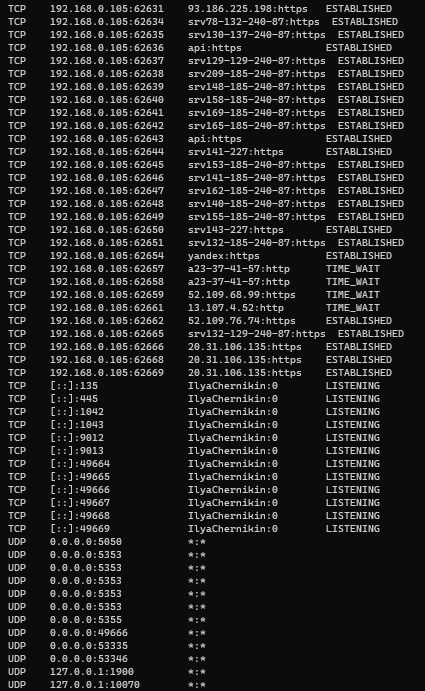 TCP 192.168.0.105:62631 93.186.225.198:https ESTABLISHED
TCP 192.168.0.105:62634 srv78-132-240-87:https ESTABLISHED
TCP 192.168.0.105:62635 srv130-137-240-87:https ESTABLISHED
TCP 192.168.0.105:62636 api:https ESTABLISHED
TCP 192.168.0.105:62637 srv129-129-240-87:https ESTABLISHED
TCP 192.168.0.105:62638 srv209-185-240-87:https ESTABLISHED
TCP 192.168.0.105:62639 srv148-185-240-87:https ESTABLISHED
TCP 192.168.0.105:62640 srv158-185-240-87:https ESTABLISHED
TCP 192.168.0.105:62641 srv169-185-240-87:https ESTABLISHED
TCP 192.168.0.105:62642 srv165-185-240-87:https ESTABLISHED
TCP 192.168.0.105:62643 api:https ESTABLISHED
TCP 192.168.0.105:62644 srv141-227:https ESTABLISHED
TCP 192.168.0.105:62645 srv153-185-240-87:https ESTABLISHED
TCP 192.168.0.105:62646 srv141-185-240-87:https ESTABLISHED
TCP 192.168.0.105:62647 srv162-185-240-87:https ESTABLISHED
TCP 192.168.0.105:62648 srv140-185-240-87:https ESTABLISHED
TCP 192.168.0.105:62649 srv155-185-240-87:https ESTABLISHED
TCP 192.168.0.105:62650 srv143-227:https ESTABLISHED
TCP 192.168.0.105:62651 srv132-185-240-87:https ESTABLISHED
TCP 192.168.0.105:62654 yandex:https ESTABLISHED
TCP 192.168.0.105:62657 a23-37-41-57:http TIME_WAIT
TCP 192.168.0.105:62658 a23-37-41-57:http TIME_WAIT
TCP 192.168.0.105:62659 52.109.68.99:https TIME_WAIT
TCP 192.168.0.105:62661 13.107.4.52:http TIME_WAIT
TCP 192.168.0.105:62662 52.109.76.74:https ESTABLISHED
TCP 192.168.0.105:62665 srv132-129-240-87:https ESTABLISHED
TCP 192.168.0.105:62666 20.31.106.135:https ESTABLISHED
TCP 192.168.0.105:62668 20.31.106.135:https ESTABLISHED
TCP 192.168.0.105:62669 20.31.106.135:https ESTABLISHED
TCP [::]:135 IlyaChernikin:0 LISTENING
TCP [::]:445 IlyaChernikin:0 LISTENING
TCP [::]:1042 IlyaChernikin:0 LISTENING
TCP [::]:1043 IlyaChernikin:0 LISTENING
TCP [::]:9012 IlyaChernikin:0 LISTENING
TCP [::]:9013 IlyaChernikin:0 LISTENING
TCP [::]:49664 IlyaChernikin:0 LISTENING
TCP [::]:49665 IlyaChernikin:0 LISTENING
TCP [::]:49666 IlyaChernikin:0 LISTENING
TCP [::]:49667 IlyaChernikin:0 LISTENING
TCP [::]:49668 IlyaChernikin:0 LISTENING
TCP [::]:49669 IlyaChernikin:0 LISTENING
UDP 0.0.0.0:5050 *:*
UDP 0.0.0.0:5353 *:*
UDP 0.0.0.0:5353 *:*
UDP 0.0.0.0:5353 *:*
UDP 0.0.0.0:5353 *:*
UDP 0.0.0.0:5353 *:*
UDP 0.0.0.0:5355 *:*
UDP 0.0.0.0:49666 *:*
UDP 0.0.0.0:53335 *:*
UDP 0.0.0.0:53346 *:*
UDP 127.0.0.1:1900 *:*
UDP 127.0.0.1:10070 *:*